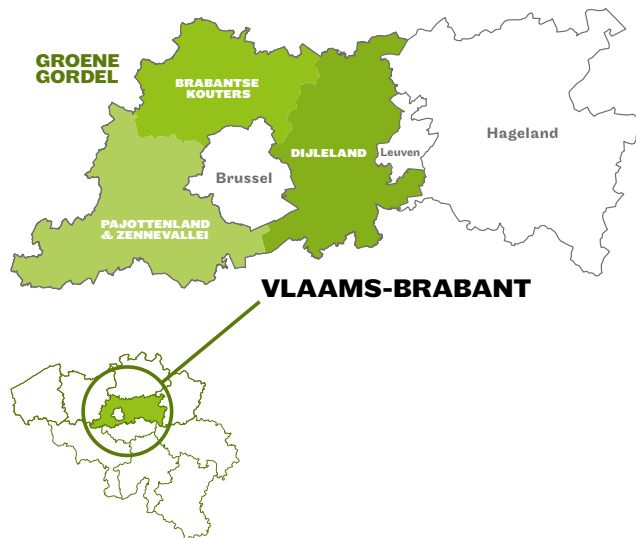 GROENE
GORDEL
BRABANTSE
KOUTERS
Hageland
DIJLELAND
Leuven
Brussel
PAJOTTENLAND
& ZENNEVALLEI
VLAAMS-BRABANT